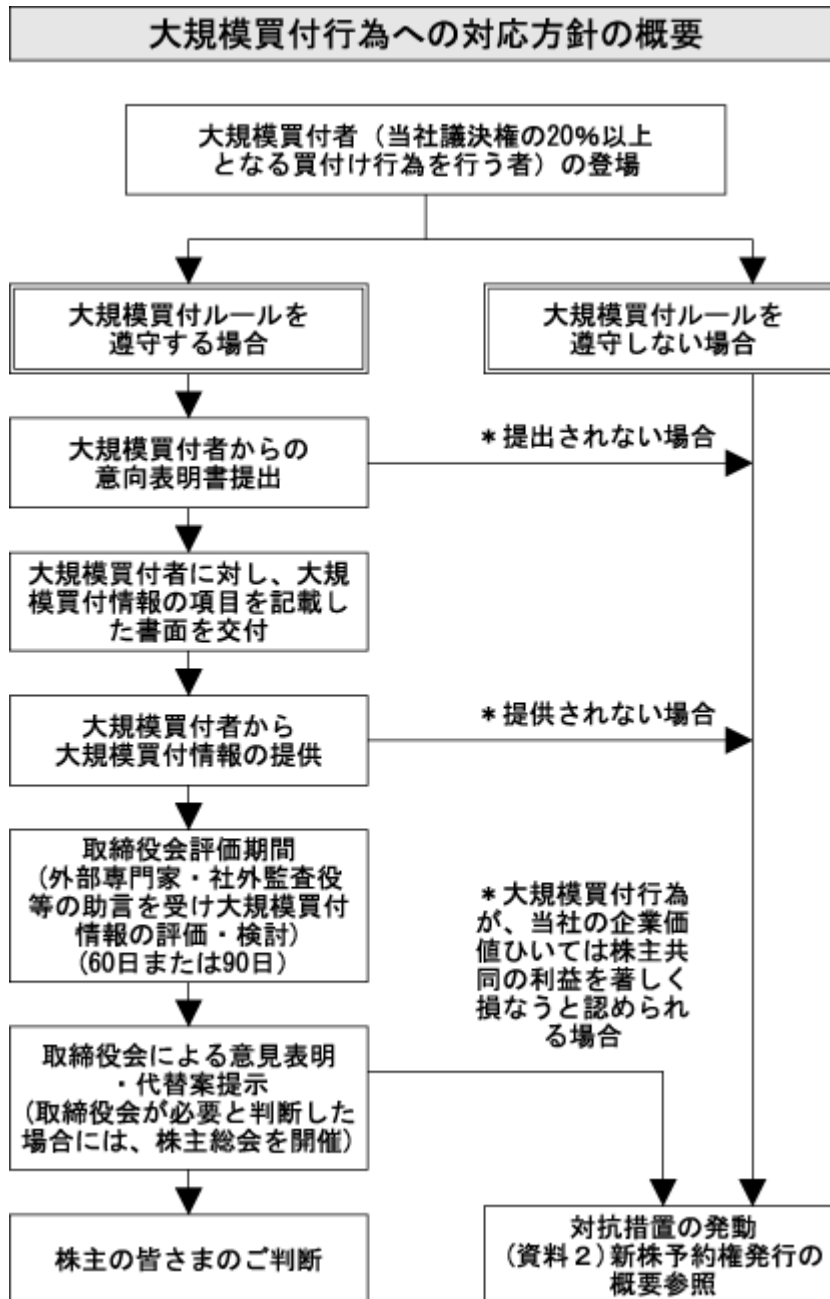 大規模買付行為への対応方針の概要
大規模買付者（当社議決権の20％以上
となる買付け行為を行う者）の登場
大規模買付ルールを
遵守する場合
大規模買付ルールを
遵守しない場合
大規模買付者からの
意向表明書提出
＊提出されない場合
大規模買付者に対し、大規
模買付情報の項目を記載し
た書面を交付
大規模買付者から
大規模買付情報の提供
＊提供されない場合
取締役会評価期間
(外部専門家・社外監査役
等の助言を受け大規模買付
情報の評価・検討)
(60日または90日)
＊大規模買付行為
が、当社の企業価
値ひいては株主共
同の利益を著しく
損なうと認められ
る場合
取締役会による意見表明
・代替案提示
(取締役会が必要と判断した
場合には、株主総会を開催)
株主の皆さまのご判断
対抗措置の発動
(資料２)新株予約権発行の
概要参照